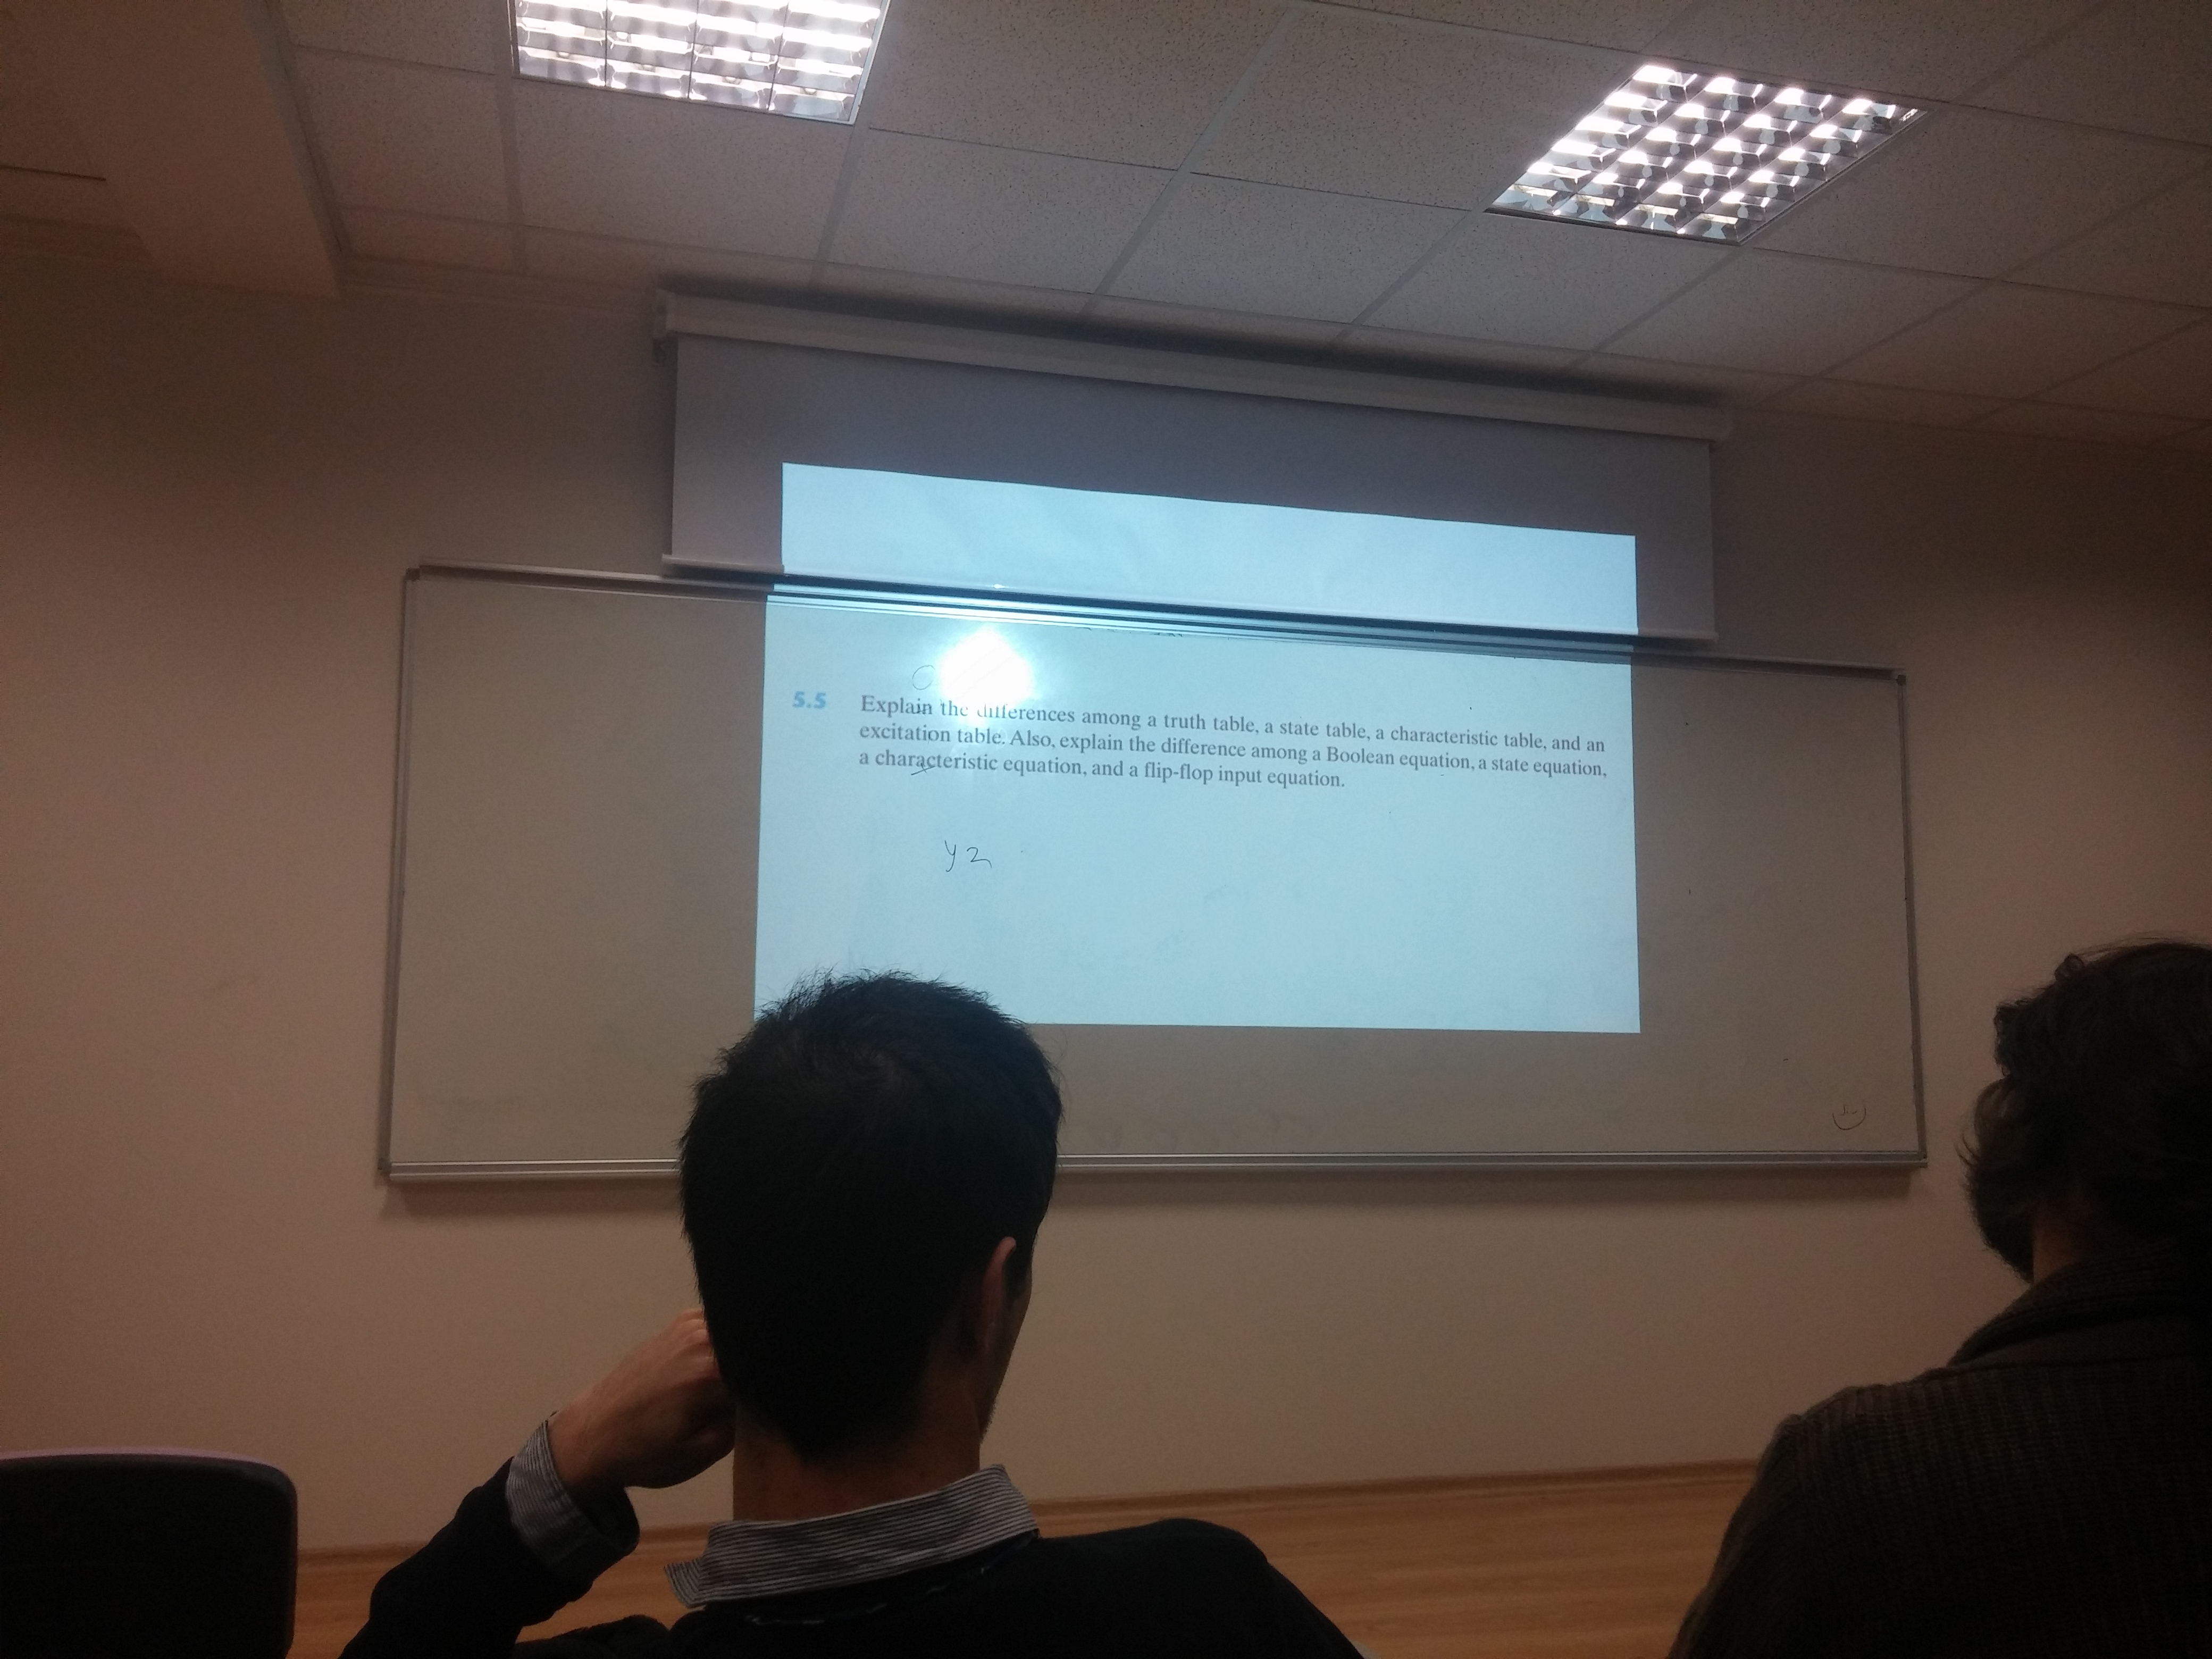 5.5 Explain the differences among a truth table, a state table, a characteristic table, and an
excitation table. Also, explain the difference among a Boolean equation, a state equation,
a characteristic equation, and a flip-flop input equation.
yz